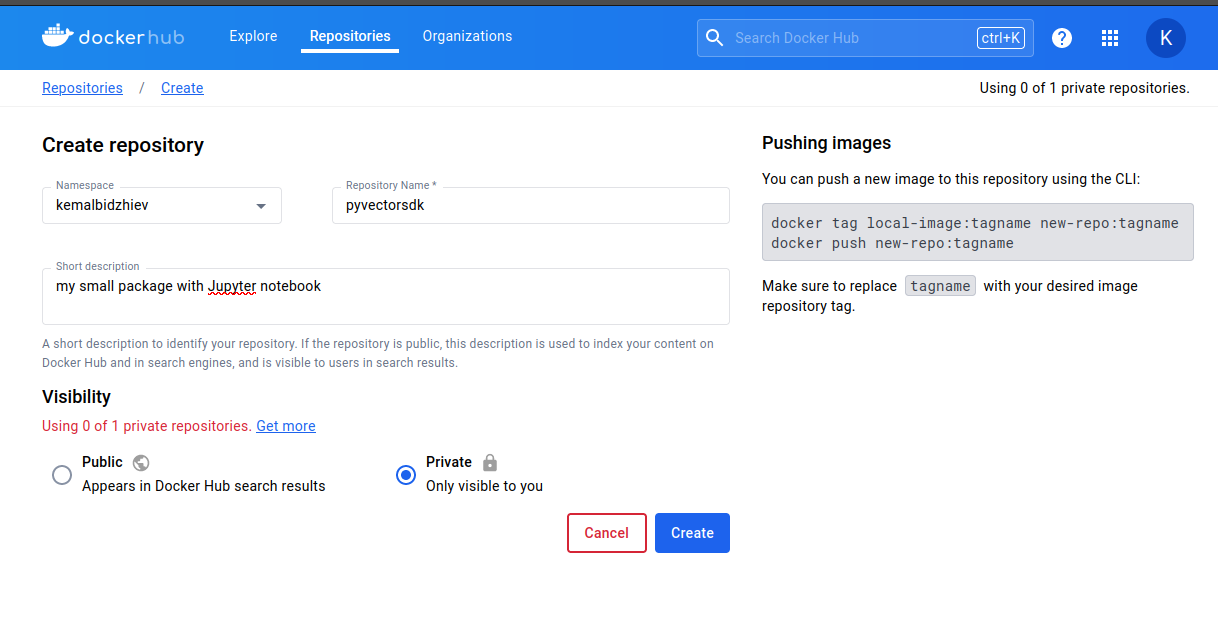 dockerhub
Explore
Repositories
Organizations
Search Docker Hub
ctrl+K
?
K
Repositories / Create
Using 0 of 1 private repositories.
Create repository
Namespace
kemalbidzhiev
Repository Name *
pyvectorsdk
Short description
my small package with Jupyter notebook
A short description to identify your repository. If the repository is public, this description is used to index your content on
Docker Hub and in search engines, and is visible to users in search results.
Visibility
Using 0 of 1 private repositories. Get more
Public
Appears in Docker Hub search results
Private
Only visible to you
Cancel
Create
Pushing images
You can push a new image to this repository using the CLI:
docker tag local-image:tagname new-repo:tagname
docker push new-repo:tagname
Make sure to replace tagname with your desired image
repository tag.